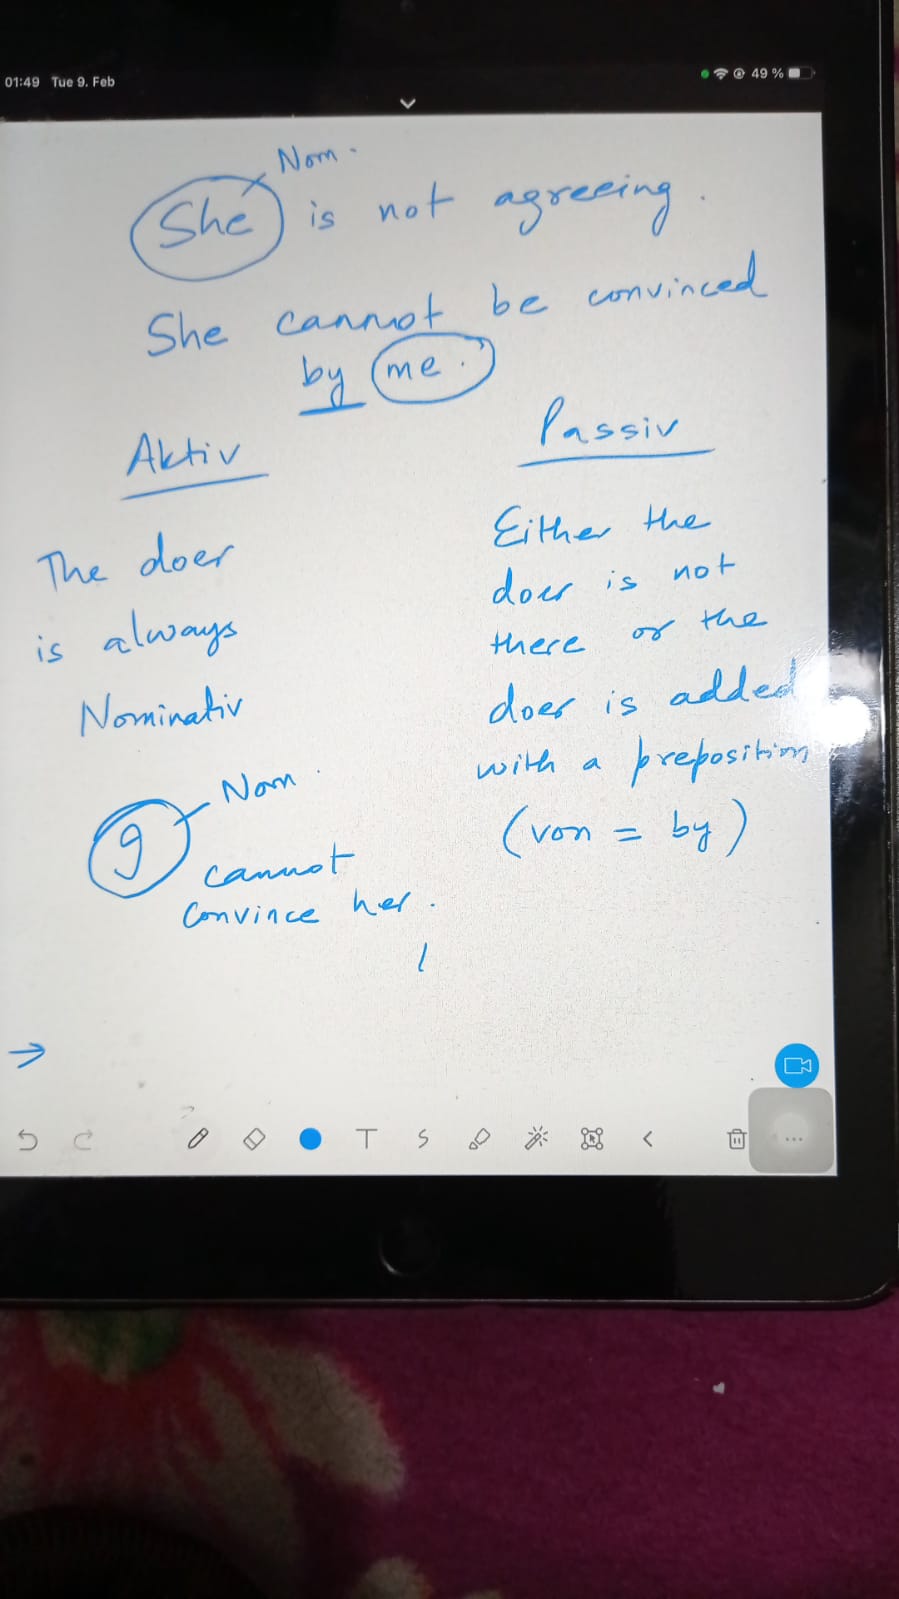 01:49 Tue 9. Feb
49 %
Nom.
She is not agreeing.
She cannot be convinced
by me.
Aktiv
Passiv
The doer
is always
Nominativ
Either the
doer is not
there or the
doer is added
with a preposition
(von = by)
Nom.
I cannot
convince her.
T
S